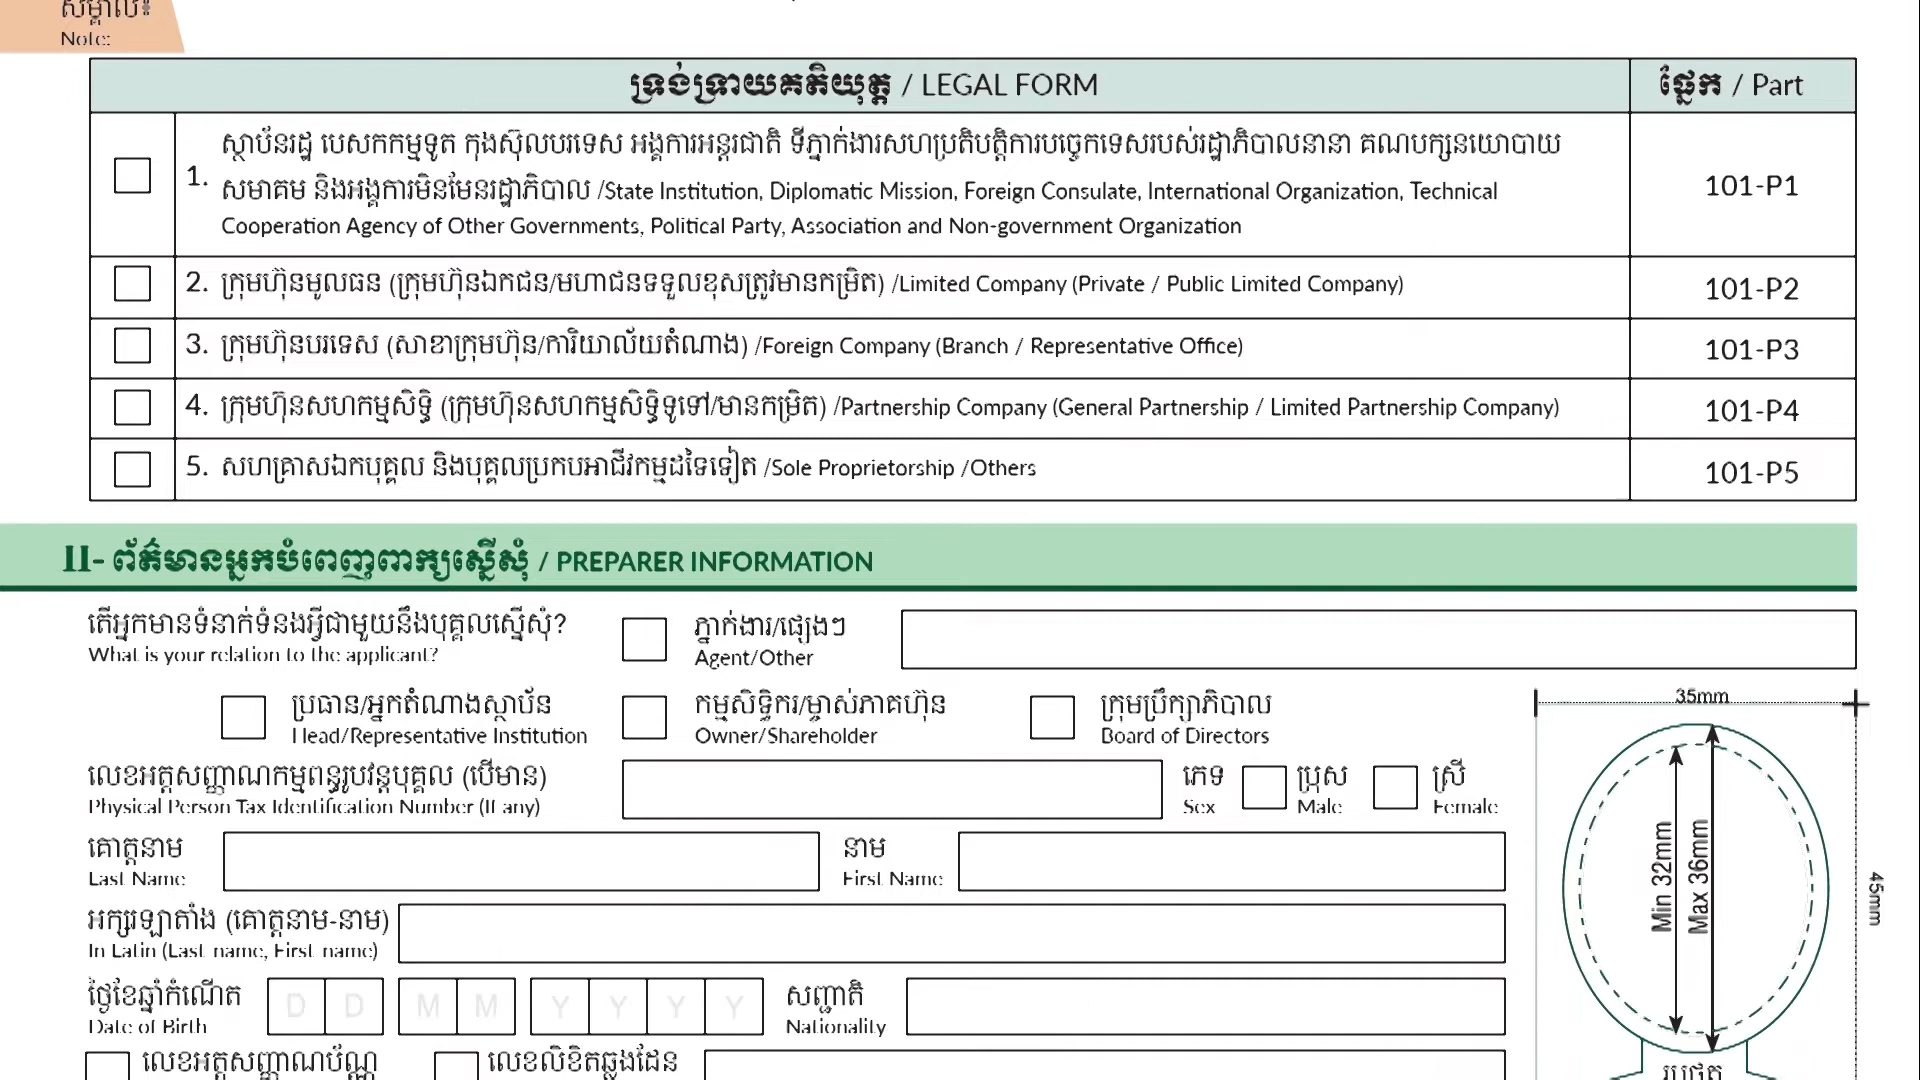 សម្គាល់៖
Note:
ទ្រង់ទ្រាយគតិយុត្ត / LEGAL FORM
ផ្នែក / Part
1. ស្ថាប័នរដ្ឋ បេសកកម្មទូត កុងស៊ុលបរទេស អង្គការអន្តរជាតិ ទីភ្នាក់ងារសហប្រតិបត្តិការបច្ចេកទេសរបស់រដ្ឋាភិបាលនានា គណបក្សនយោបាយ
សមាគម និងអង្គការមិនមែនរដ្ឋាភិបាល /State Institution, Diplomatic Mission, Foreign Consulate, International Organization, Technical
Cooperation Agency of Other Governments, Political Party, Association and Non-government Organization
101-P1
2. ក្រុមហ៊ុនមូលធន (ក្រុមហ៊ុនឯកជន/មហាជនទទួលខុសត្រូវមានកម្រិត) /Limited Company (Private / Public Limited Company)
101-P2
3. ក្រុមហ៊ុនបរទេស (សាខាក្រុមហ៊ុន/ការិយាល័យតំណាង) /Foreign Company (Branch / Representative Office)
101-P3
4. ក្រុមហ៊ុនសហកម្មសិទ្ធិ (ក្រុមហ៊ុនសហកម្មសិទ្ធិទូទៅ/មានកម្រិត) /Partnership Company (General Partnership / Limited Partnership Company)
101-P4
5. សហគ្រាសឯកបុគ្គល និងបុគ្គលប្រកបអាជីវកម្មដទៃទៀត /Sole Proprietorship /Others
101-P5
II- ព័ត៌មានអ្នកបំពេញពាក្យស្នើសុំ / PREPARER INFORMATION
តើអ្នកមានទំនាក់ទំនងអ្វីជាមួយនឹងបុគ្គលស្នើសុំ?
What is your relation to the applicant?
ភ្នាក់ងារ/ផ្សេងៗ
Agent/Other
ប្រធាន/អ្នកតំណាងស្ថាប័ន
Head/Representative Institution
កម្មសិទ្ធិករ/ម្ចាស់ភាគហ៊ុន
Owner/Shareholder
ក្រុមប្រឹក្សាភិបាល
Board of Directors
35mm
លេខអត្តសញ្ញាណកម្មពន្ធរូបវន្តបុគ្គល (បើមាន)
Physical Person Tax Identification Number (If any)
ភេទ
Sex
ប្រុស
Male
ស្រី
Female
គោត្តនាម
Last Name
នាម
First Name
Min 32mm
Max 36mm
45mm
អក្សរឡាតាំង (គោត្តនាម-នាម)
In Latin (Last name, First name)
ថ្ងៃខែឆ្នាំកំណើត
Date of Birth
D D M M Y Y Y Y
សញ្ជាតិ
Nationality
លេខអត្តសញ្ញាណប័ណ្ណ
លេខលិខិតឆ្លងដែន
រូបថត